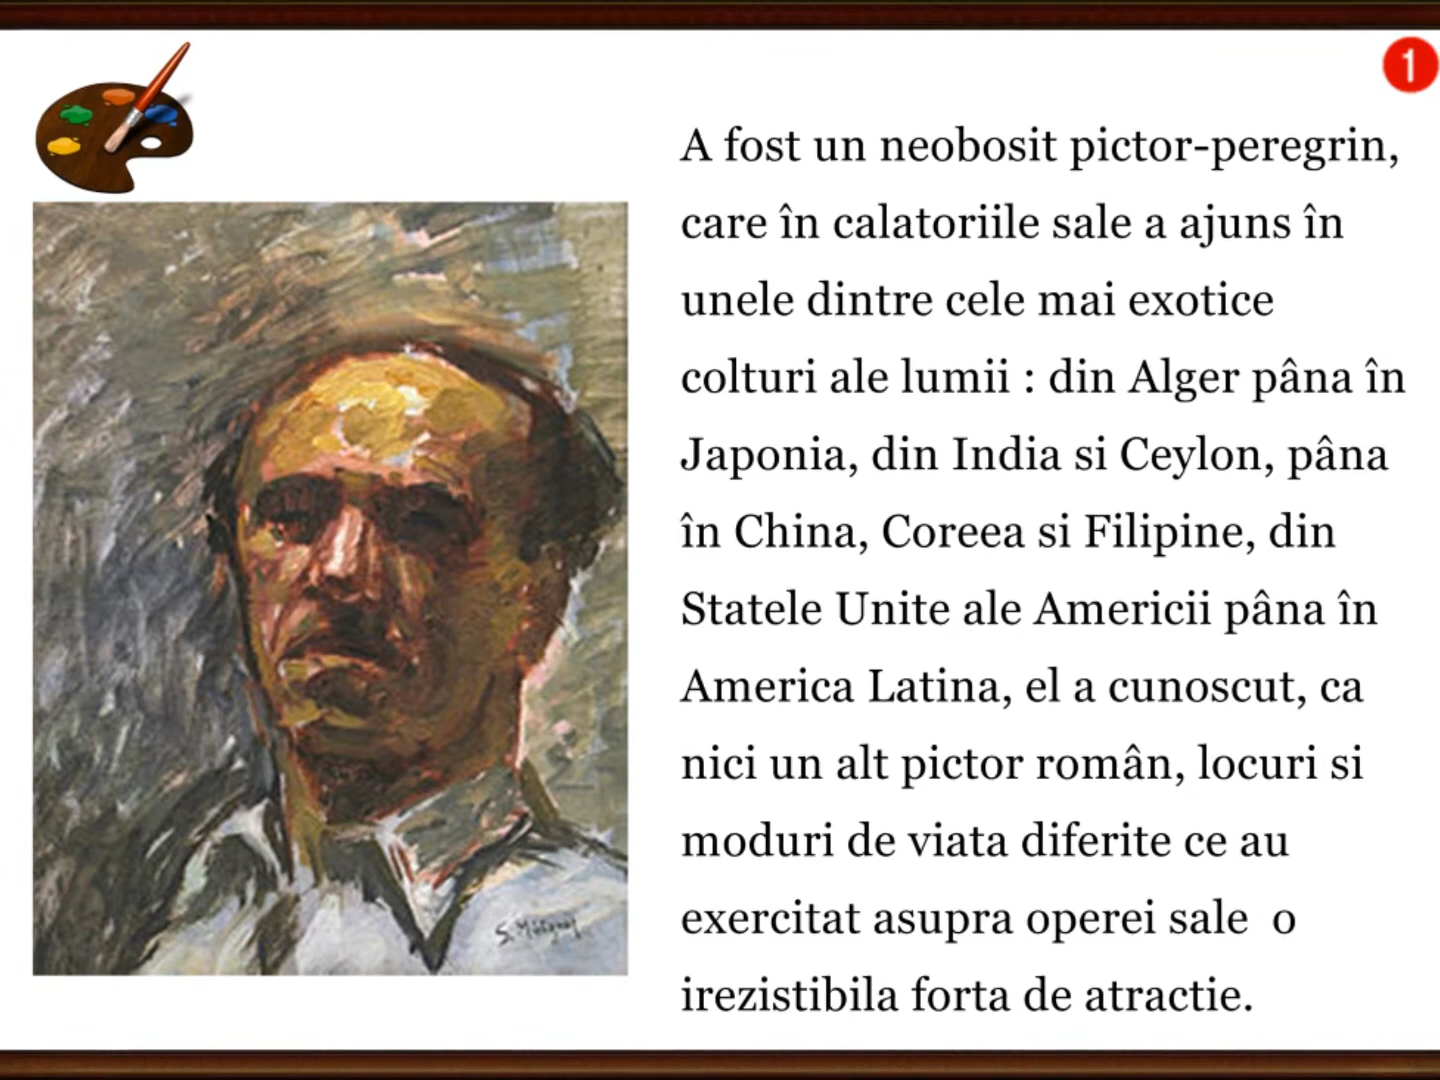 1
A fost un neobosit pictor-peregrin,
care în calatoriile sale a ajuns în
unele dintre cele mai exotice
colturi ale lumii : din Alger pâna în
Japonia, din India si Ceylon, pâna
în China, Coreea si Filipine, din
Statele Unite ale Americii pâna în
America Latina, el a cunoscut, ca
nici un alt pictor român, locuri si
moduri de viata diferite ce au
exercitat asupra operei sale o
irezistibila forta de atractie.